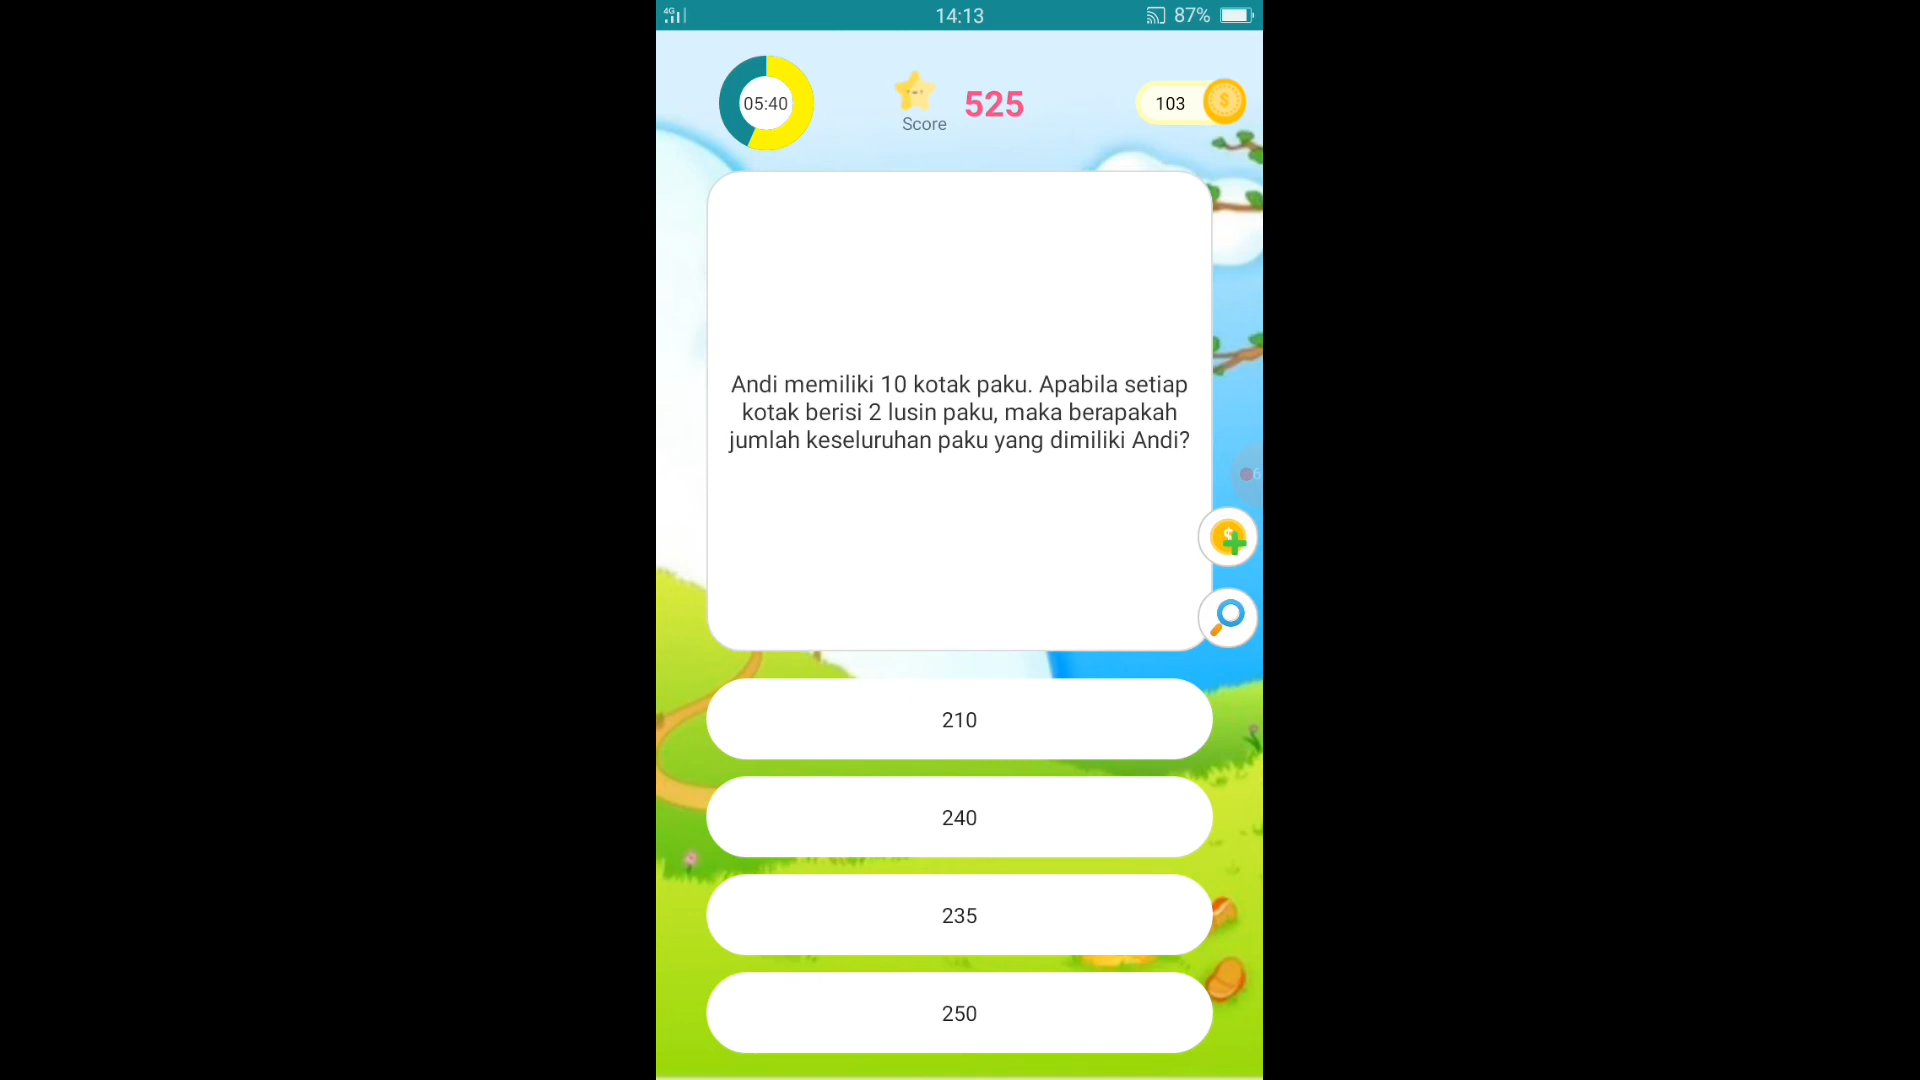 4G
14:13
87%
05:40
Score
525
103
Andi memiliki 10 kotak paku. Apabila setiap
kotak berisi 2 lusin paku, maka berapakah
jumlah keseluruhan paku yang dimiliki Andi?
210
240
235
250